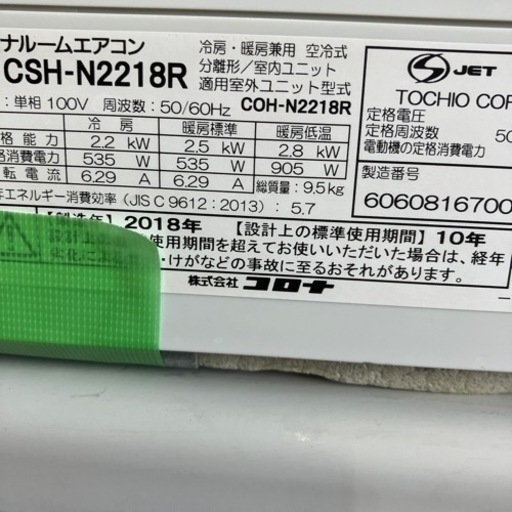 ナルームエアコン
CSH-N2218R
冷房・暖房兼用 空冷式
分離形／室内ユニット
適用室外ユニット型式
COH-N2218R
：単相 100V 周波数：50/60Hz
冷 房 暖房標準 暖房低温
格能力 2.2 kW 2.5 kW 2.8 kW
格消費電力 535 W 535 W 905 W
転電流 6.29 A 6.29 A 総質量：9.5kg
年エネルギー消費効率（JIS C 9612：2013）：5.7
S JET
TOCHIO COR
定格電圧
定格周波数 50
電動機の定格消費電力
製造番号
6060816700
【製造年】2018年 【設計上の標準使用期間】10年
期間を超えてお使いいただいた場合は、経年
・けがなどの事故に至るおそれがあります。
株式会社 コロナ